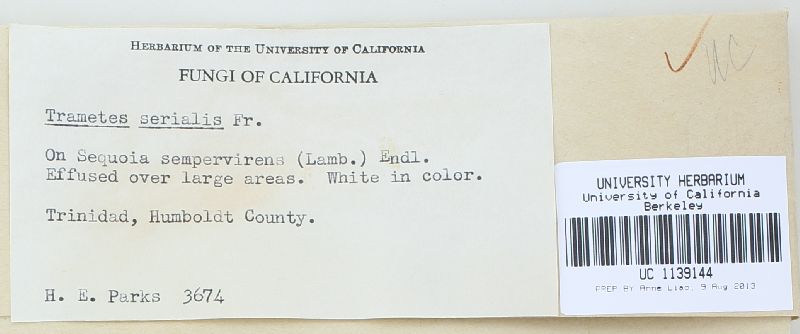 HERBARIUM OF THE UNIVERSITY OF CALIFORNIA
FUNGI OF CALIFORNIA
Trametes serialis Fr.
On Sequoia sempervirens (Lamb.) Endl.
Effused over large areas. White in color.
Trinidad, Humboldt County.
H. E. Parks 3674
UC
UNIVERSITY HERBARIUM
University of California
Berkeley
UC 1139144
PREP BY Anne Liao, 9 Aug 2013